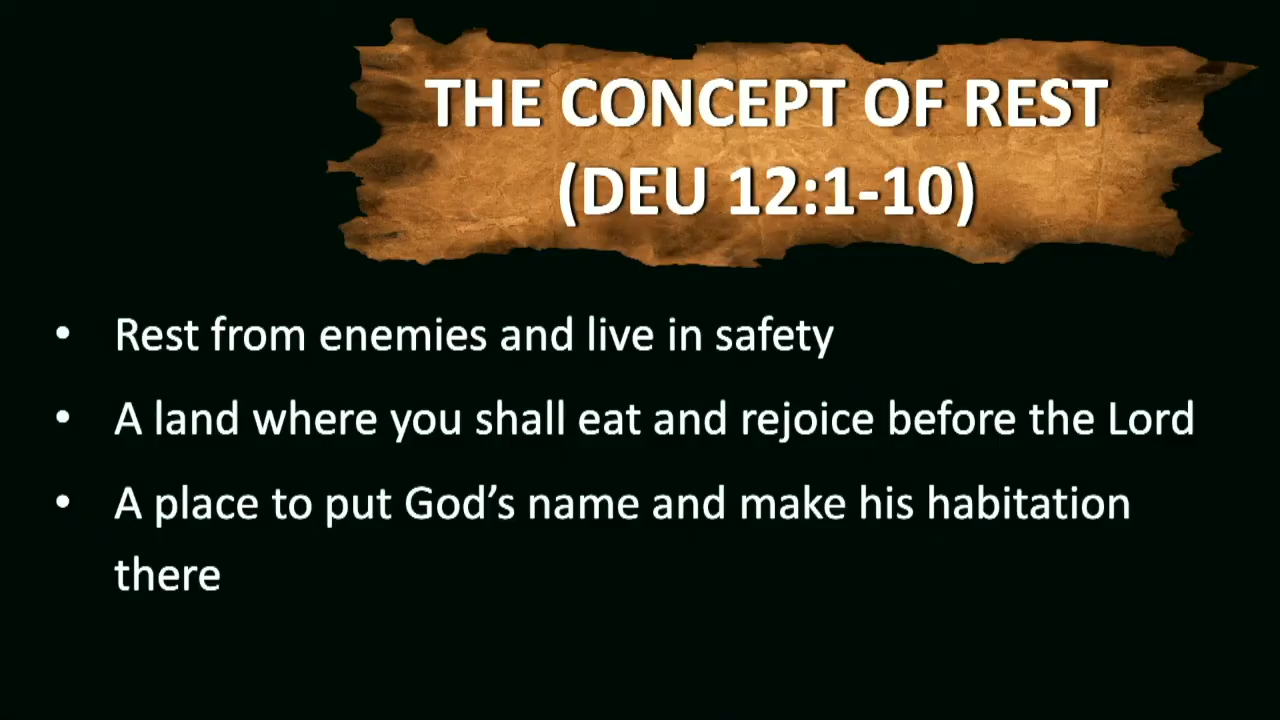 THE CONCEPT OF REST
(DEU 12:1-10)
• Rest from enemies and live in safety
• A land where you shall eat and rejoice before the Lord
• A place to put God’s name and make his habitation
there